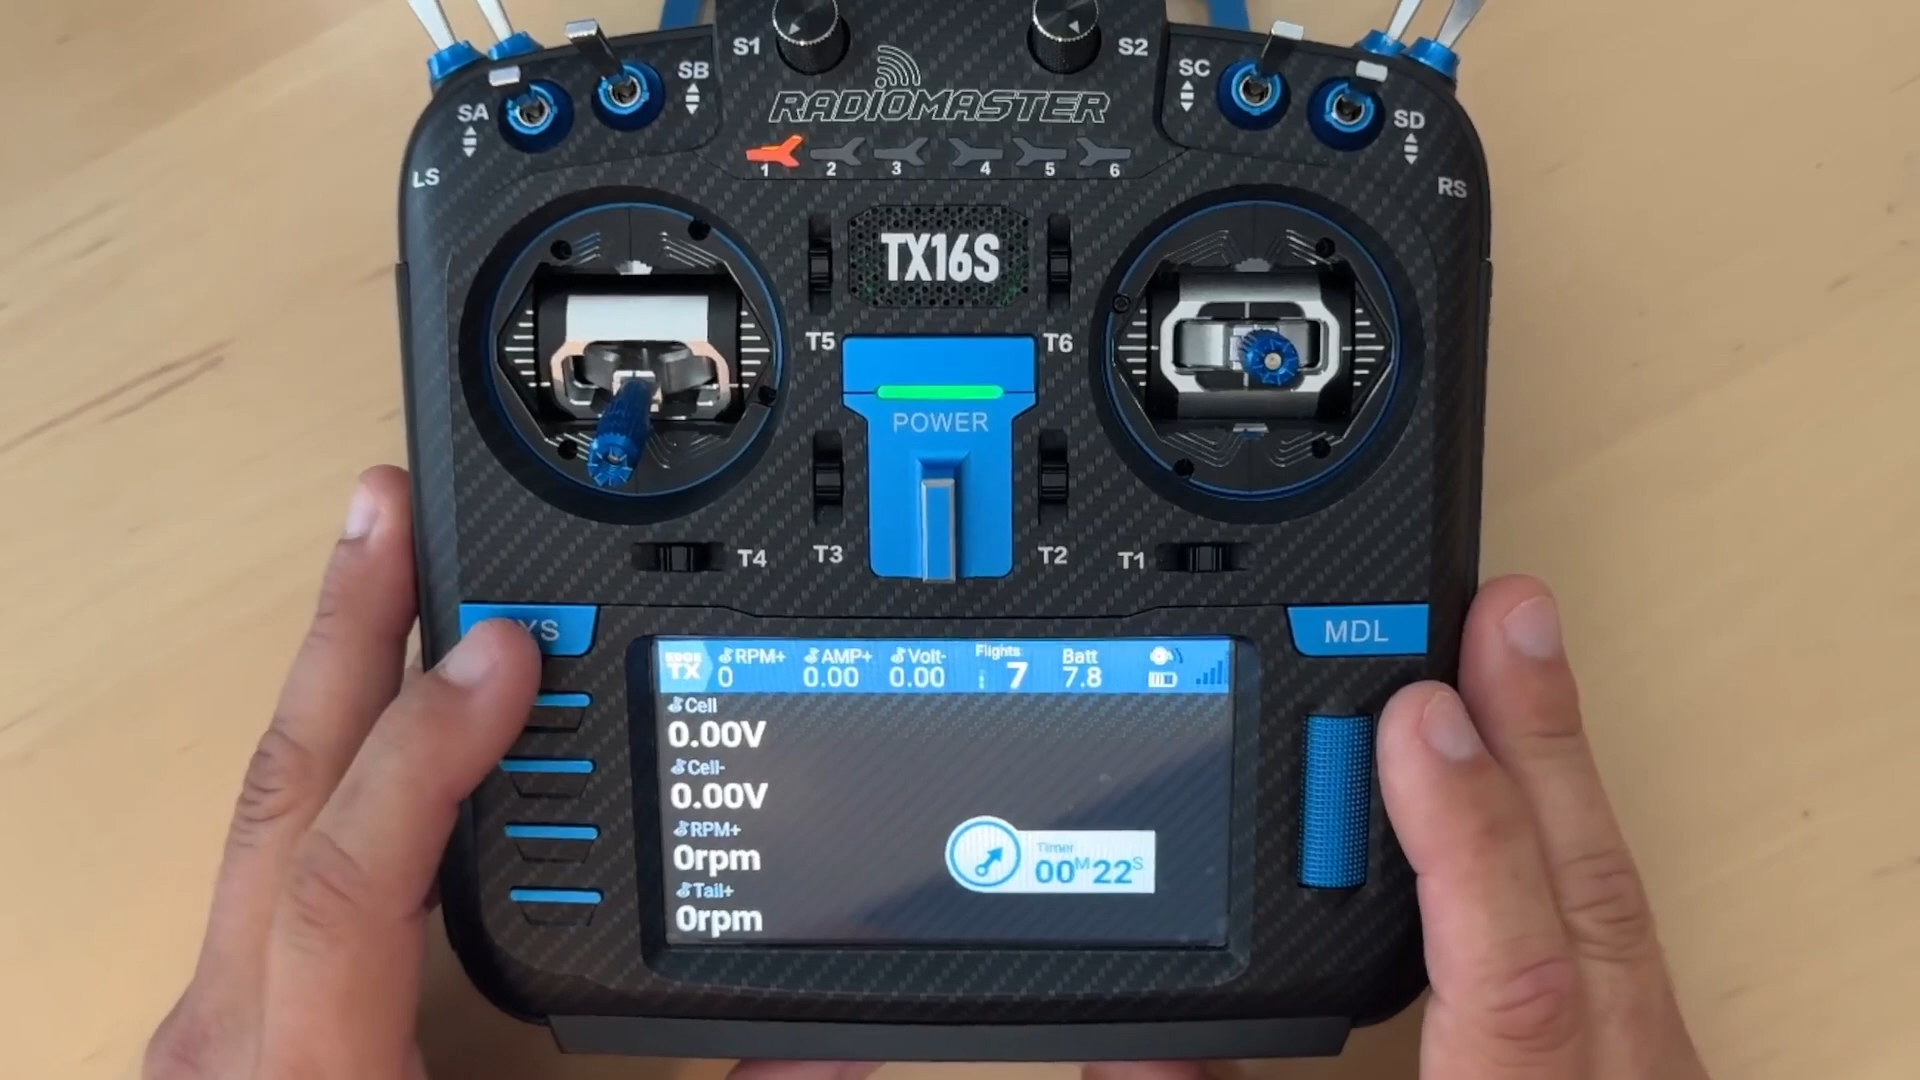 S1
S2
SB
SC
SA
SD
RADIOMASTER
1 2 3 4 5 6
LS
RS
TX16S
T5
T6
POWER
T4
T3
T2
T1
MDL
EDGE
TX
RPM+
0
AMP+
0.00
Volt-
0.00
Flights
7
Batt
7.8
Cell
0.00V
Cell-
0.00V
RPM+
0rpm
Tail+
0rpm
Timer
00M22S